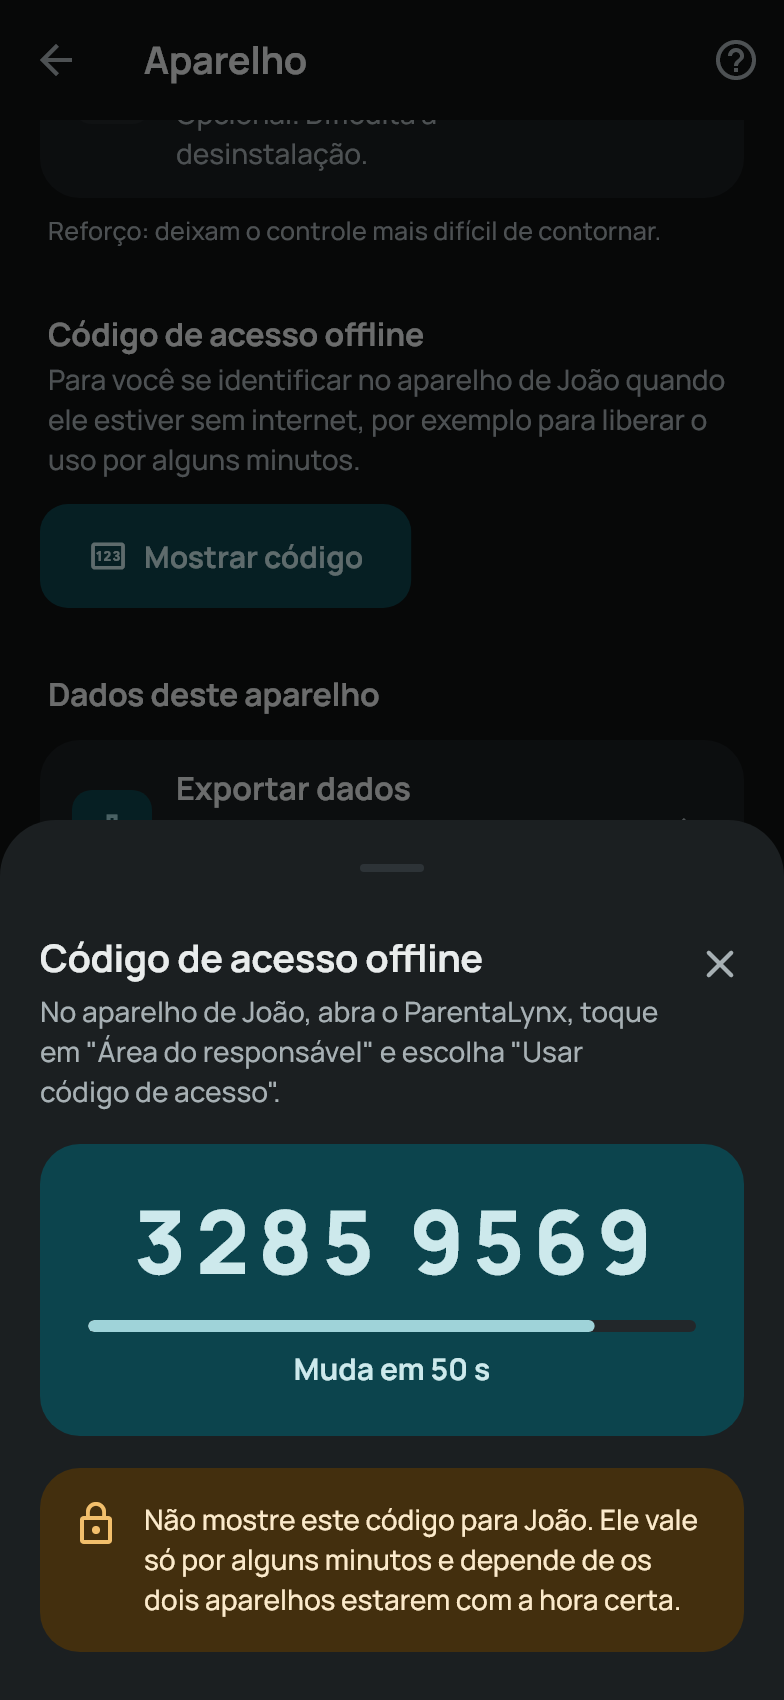 Aparelho
Opcional. Dificulta a
desinstalação.
Reforço: deixam o controle mais difícil de contornar.
Código de acesso offline
Para você se identificar no aparelho de João quando
ele estiver sem internet, por exemplo para liberar o
uso por alguns minutos.
123 Mostrar código
Dados deste aparelho
Exportar dados
Código de acesso offline
No aparelho de João, abra o ParentaLynx, toque
em "Área do responsável" e escolha "Usar
código de acesso".
3285 9569
Muda em 50 s
Não mostre este código para João. Ele vale
só por alguns minutos e depende de os
dois aparelhos estarem com a hora certa.